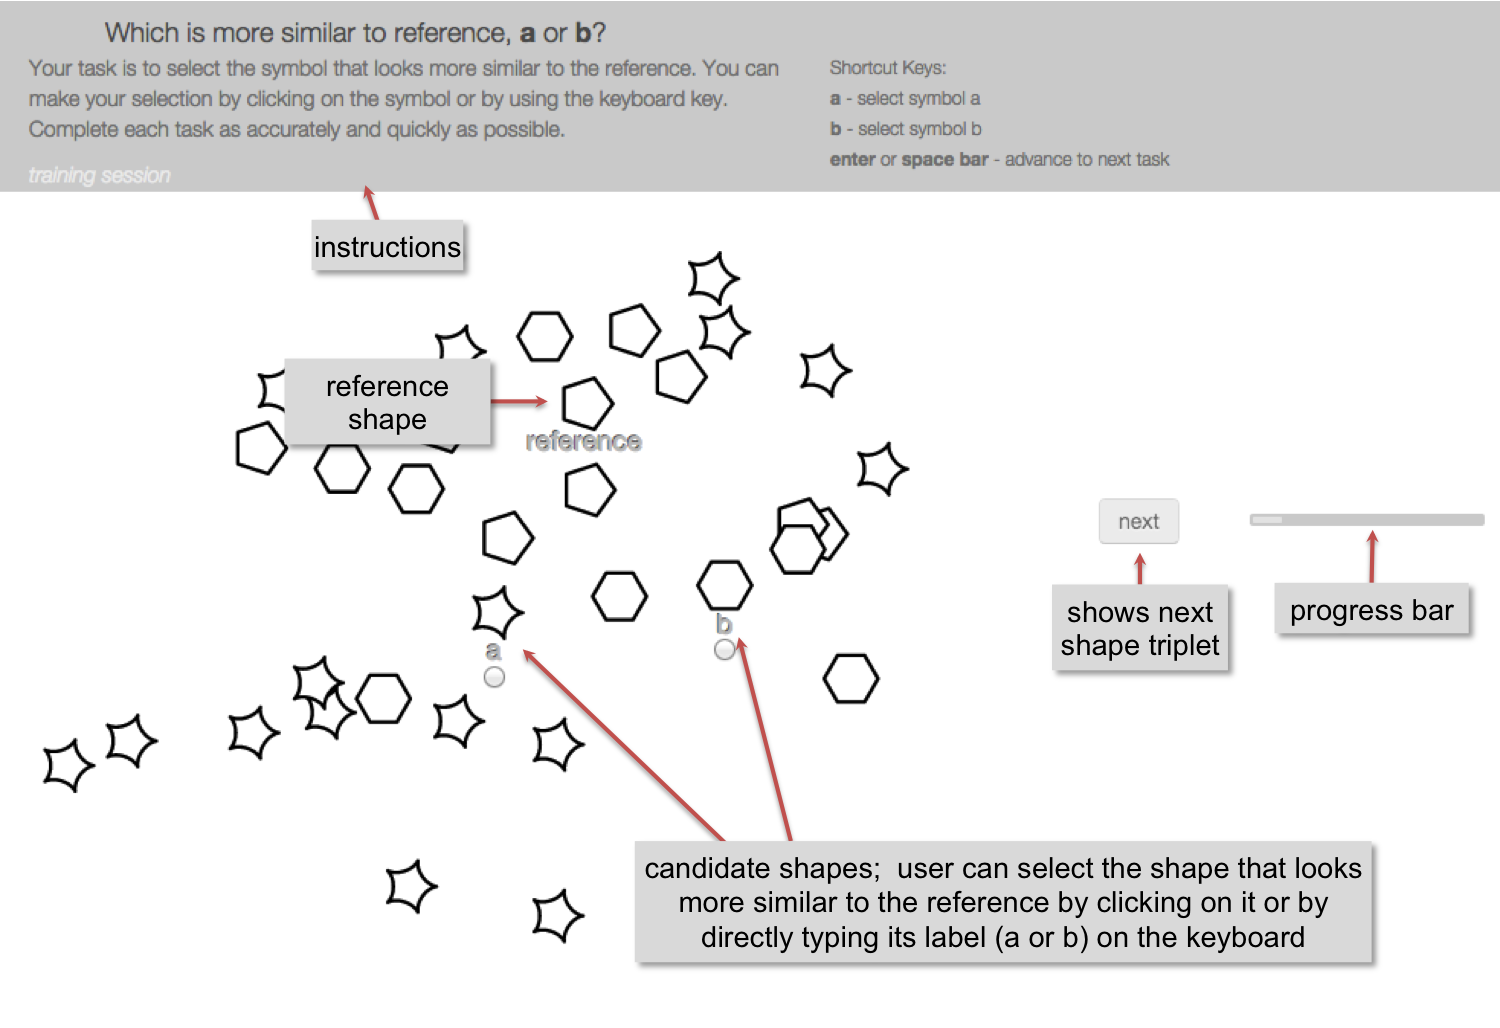 Which is more similar to reference, a or b?
Your task is to select the symbol that looks more similar to the reference. You can
make your selection by clicking on the symbol or by using the keyboard key.
Complete each task as accurately and quickly as possible.
training session
Shortcut Keys:
a - select symbol a
b - select symbol b
enter or space bar - advance to next task
instructions
reference
shape
reference
next
shows next
shape triplet
progress bar
b
a
candidate shapes;  user can select the shape that looks
more similar to the reference by clicking on it or by
directly typing its label (a or b) on the keyboard